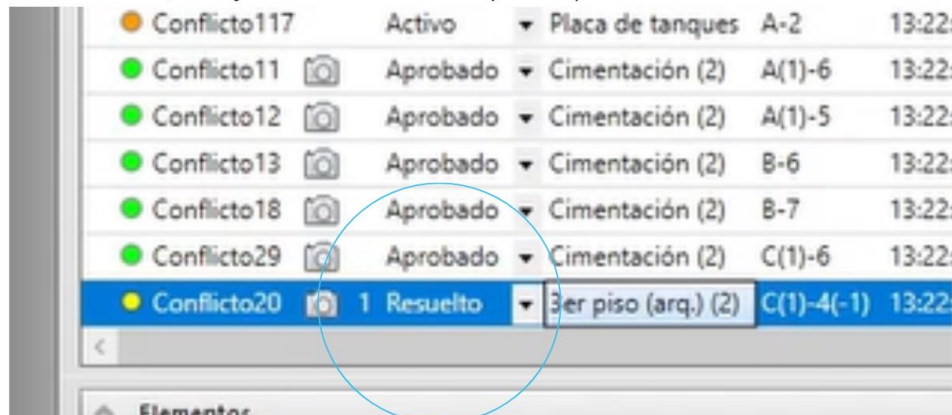 Conflicto117 Activo Placa de tanques A-2 13:22:
Conflicto11 Aprobado Cimentación (2) A(1)-6 13:22:
Conflicto12 Aprobado Cimentación (2) A(1)-5 13:22:
Conflicto13 Aprobado Cimentación (2) B-6 13:22:
Conflicto18 Aprobado Cimentación (2) B-7 13:22:
Conflicto29 Aprobado Cimentación (2) C(1)-6 13:22:
Conflicto20 1 Resuelto 3er piso (arq.) (2) C(1)-4(-1) 13:22
Elementos